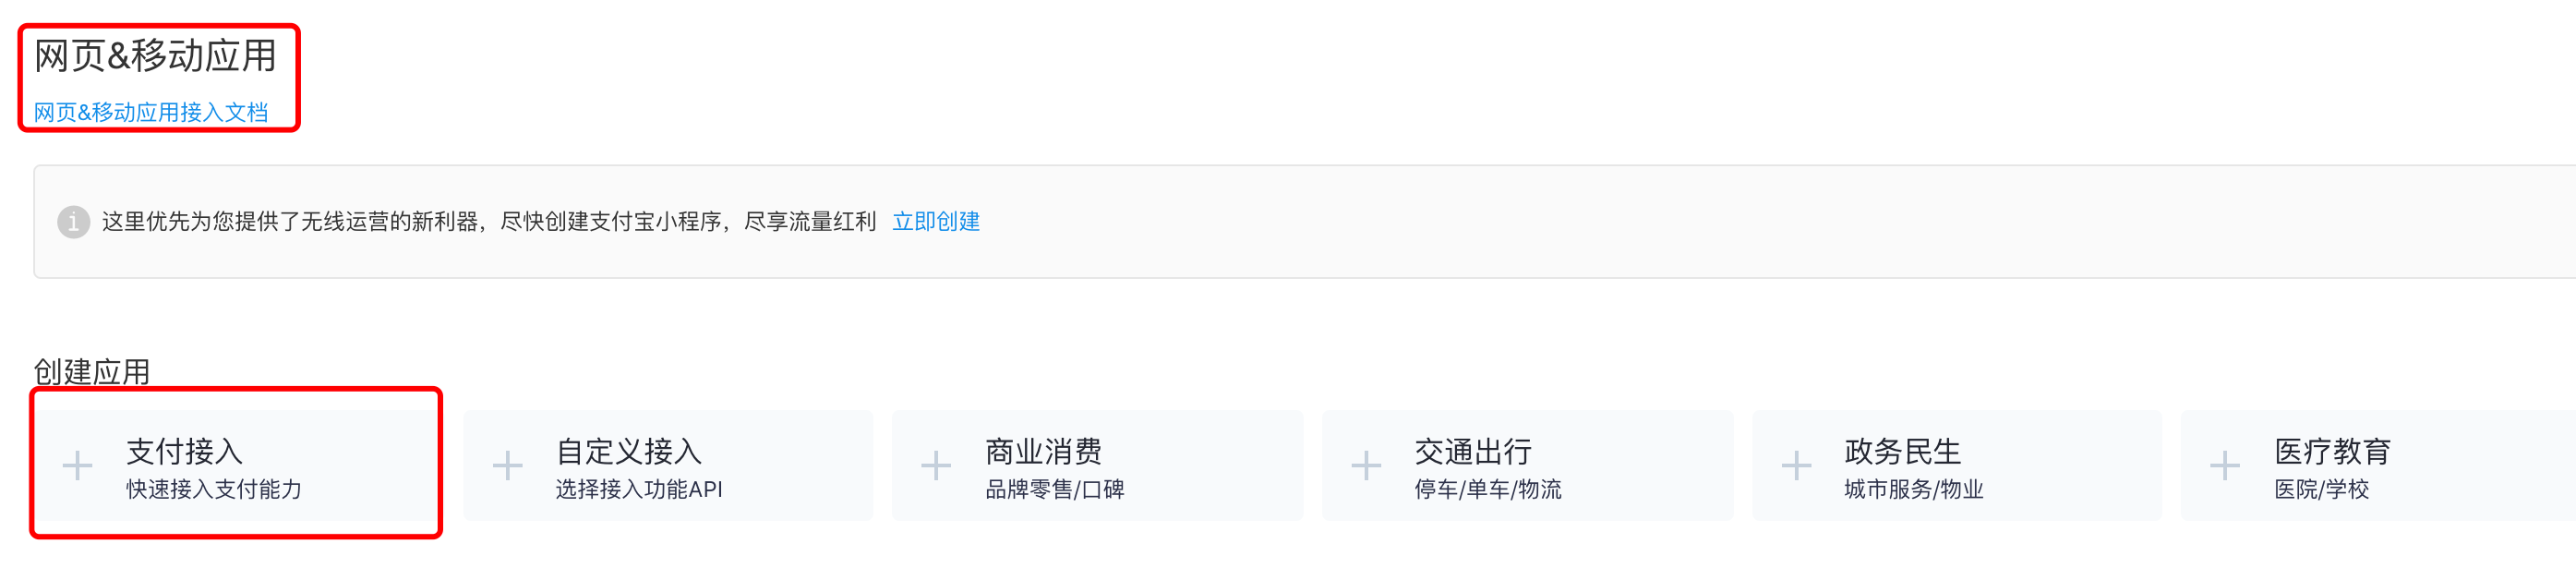 网页&移动应用
网页&移动应用接入文档
这里优先为您提供了无线运营的新利器，尽快创建支付宝小程序，尽享流量红利 立即创建
创建应用
支付接入
快速接入支付能力
自定义接入
选择接入功能API
商业消费
品牌零售/口碑
交通出行
停车/单车/物流
政务民生
城市服务/物业
医疗教育
医院/学校